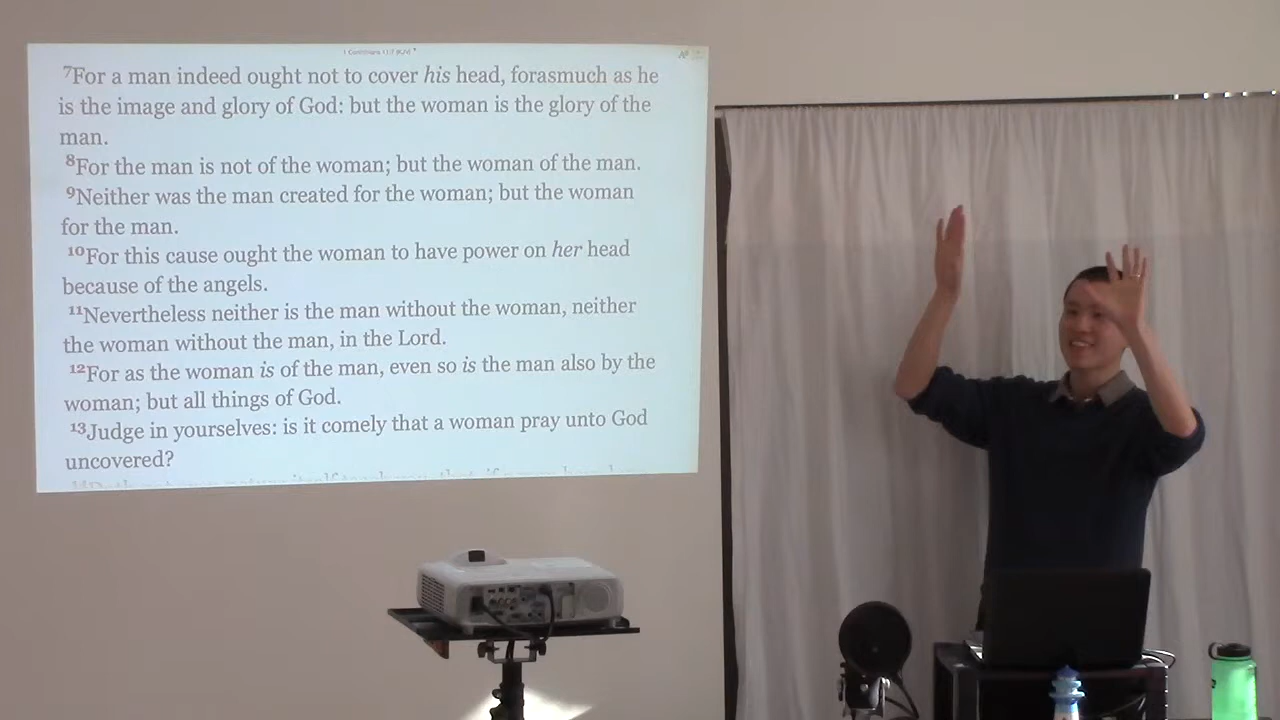 1 Corinthians 11:7 (KJV)
7For a man indeed ought not to cover his head, forasmuch as he
is the image and glory of God: but the woman is the glory of the
man.
8For the man is not of the woman; but the woman of the man.
9Neither was the man created for the woman; but the woman
for the man.
10For this cause ought the woman to have power on her head
because of the angels.
11Nevertheless neither is the man without the woman, neither
the woman without the man, in the Lord.
12For as the woman is of the man, even so is the man also by the
woman; but all things of God.
13Judge in yourselves: is it comely that a woman pray unto God
uncovered?